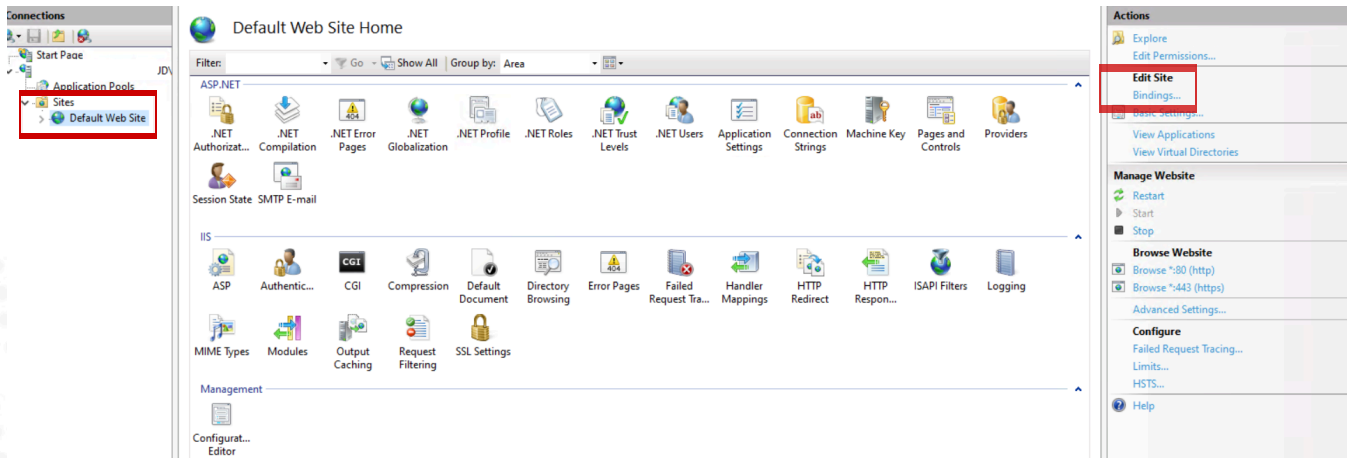 Connections
Start Page
JD\
Application Pools
Sites
Default Web Site
Default Web Site Home
Filter: Go Show All Group by: Area
ASP.NET
.NET Authorizat...
.NET Compilation
404
.NET Error Pages
.NET Globalization
.NET Profile
.NET Roles
.NET Trust Levels
.NET Users
Application Settings
ab
Connection Strings
Machine Key
Pages and Controls
Providers
Session State
SMTP E-mail
IIS
ASP
Authentic...
CGI
CGI
Compression
Default Document
Directory Browsing
404
Error Pages
Failed Request Tra...
Handler Mappings
HTTP Redirect
HTTP Respon...
ISAPI Filters
Logging
MIME Types
Modules
Output Caching
Request Filtering
SSL Settings
Management
Configurat... Editor
Actions
Explore
Edit Permissions...
Edit Site
Bindings...
Basic Settings...
View Applications
View Virtual Directories
Manage Website
Restart
Start
Stop
Browse Website
Browse *:80 (http)
Browse *:443 (https)
Advanced Settings...
Configure
Failed Request Tracing...
Limits...
HSTS...
Help